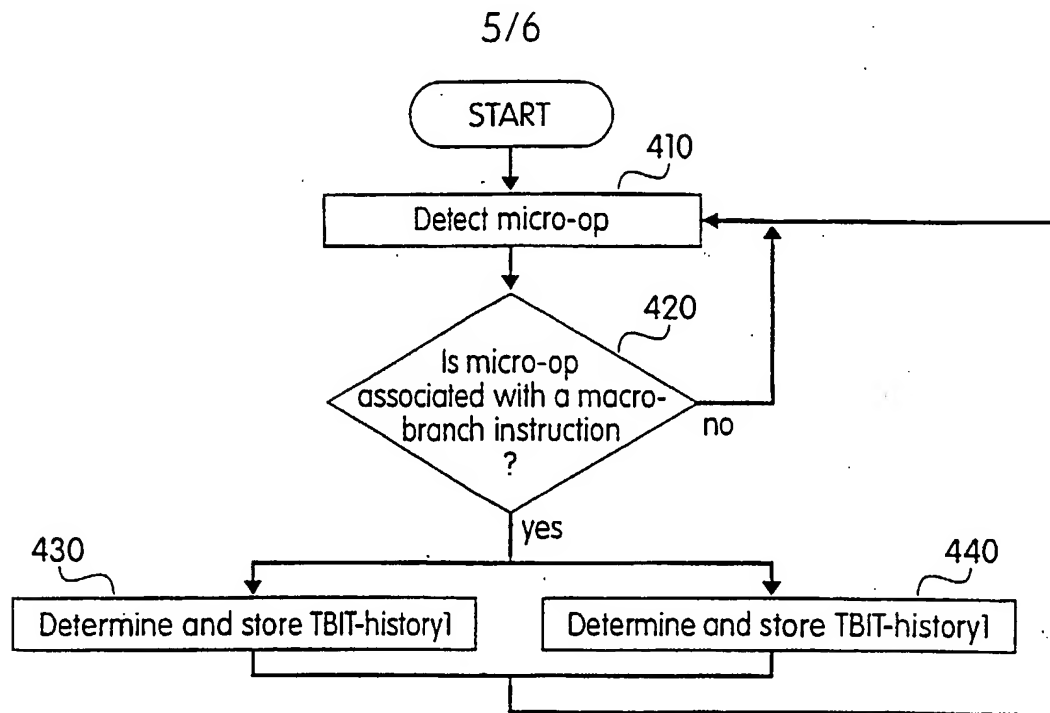 5/6
START
410
Detect micro-op
420
Is micro-op
associated with a macro-
branch instruction
?
no
yes
430
440
Determine and store TBIT-history1
Determine and store TBIT-history1